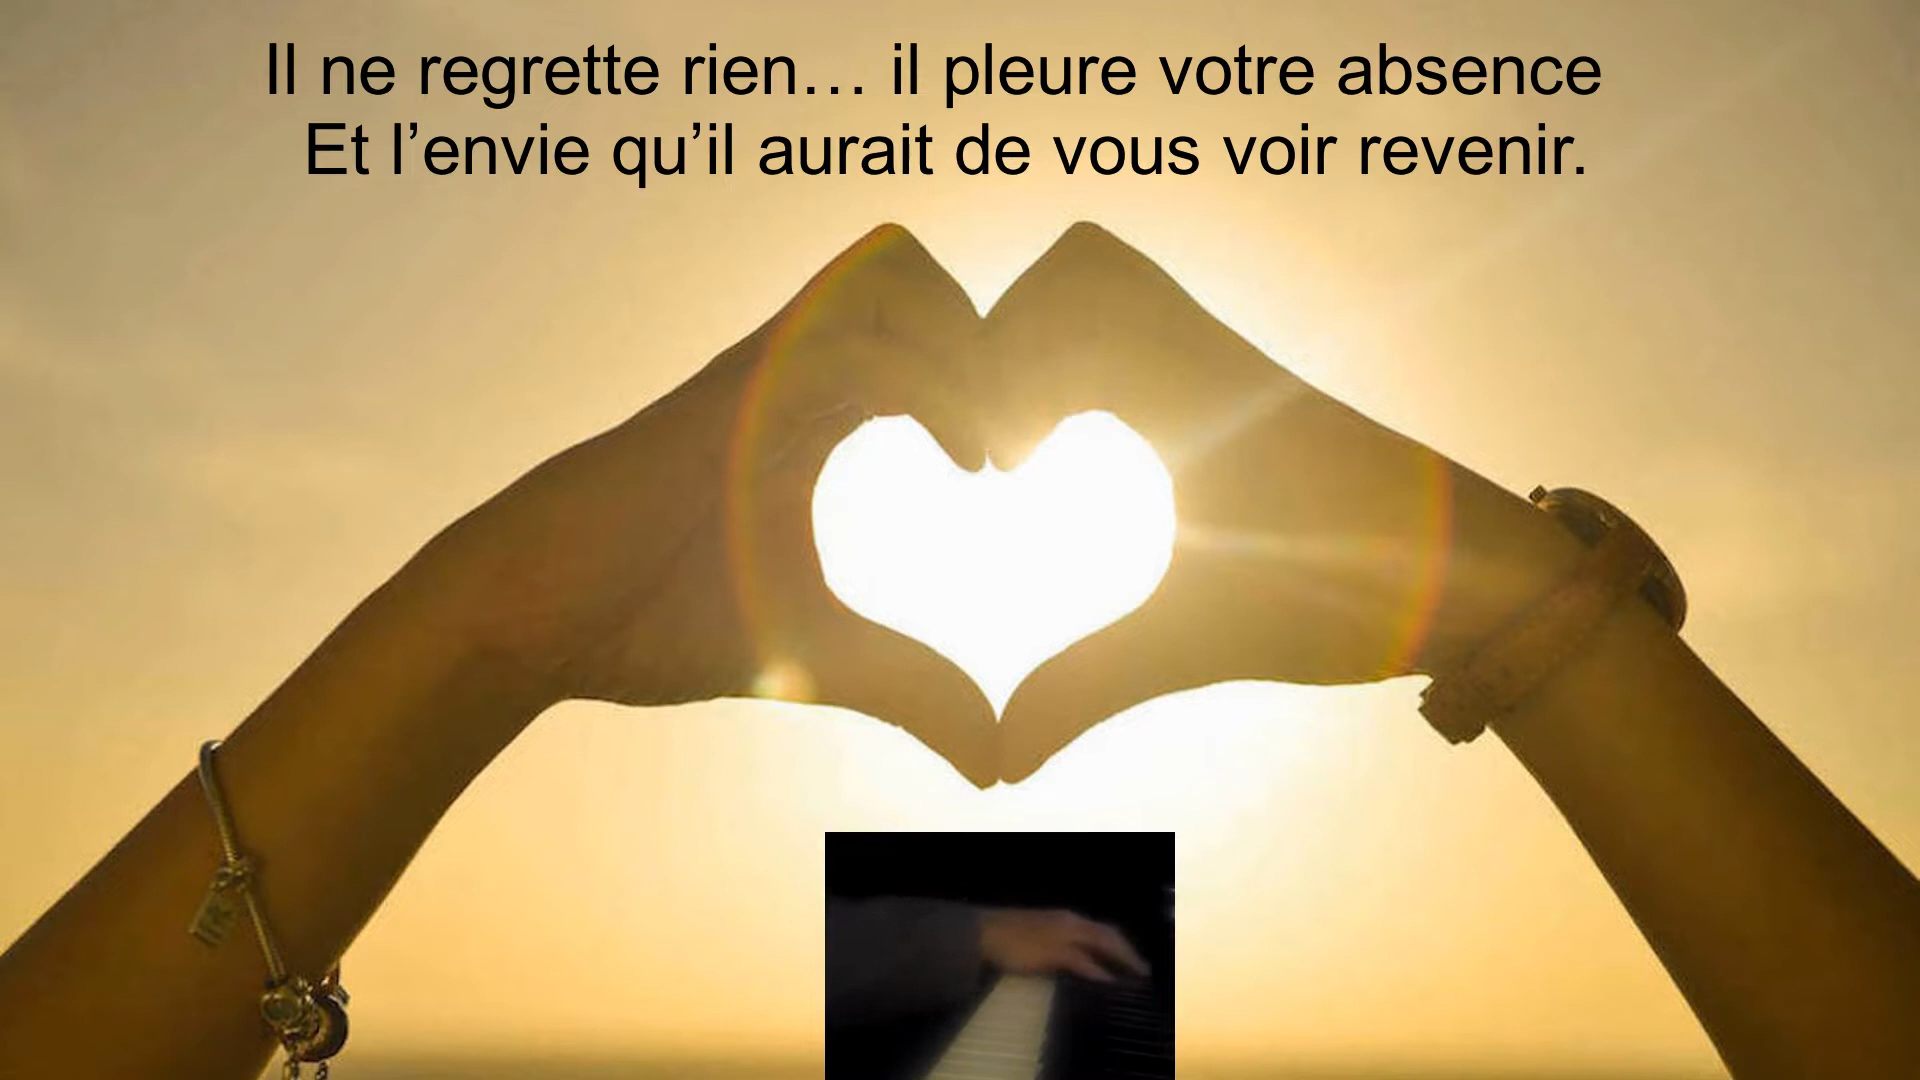 Il ne regrette rien… il pleure votre absence
Et l’envie qu’il aurait de vous voir revenir.